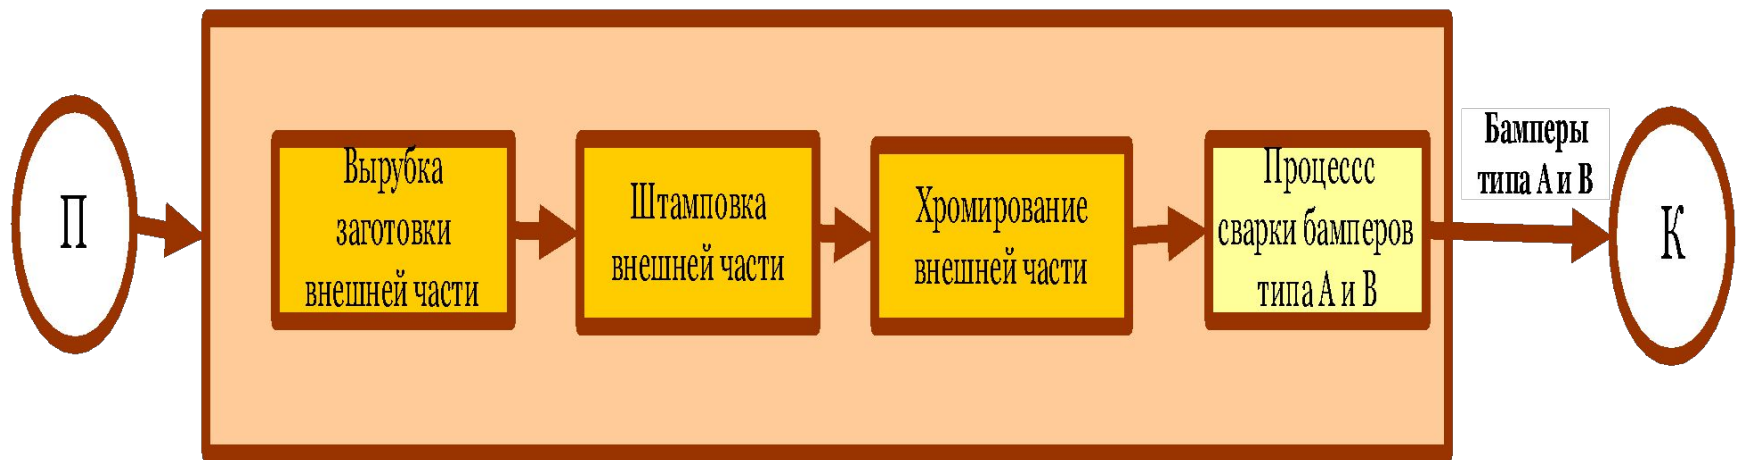 П
Вырубка
заготовки
внешней части
Штамповка
внешней части
Хромирование
внешней части
Процессс
сварки бамперов
типа А и В
Бамперы
типа А и В
К